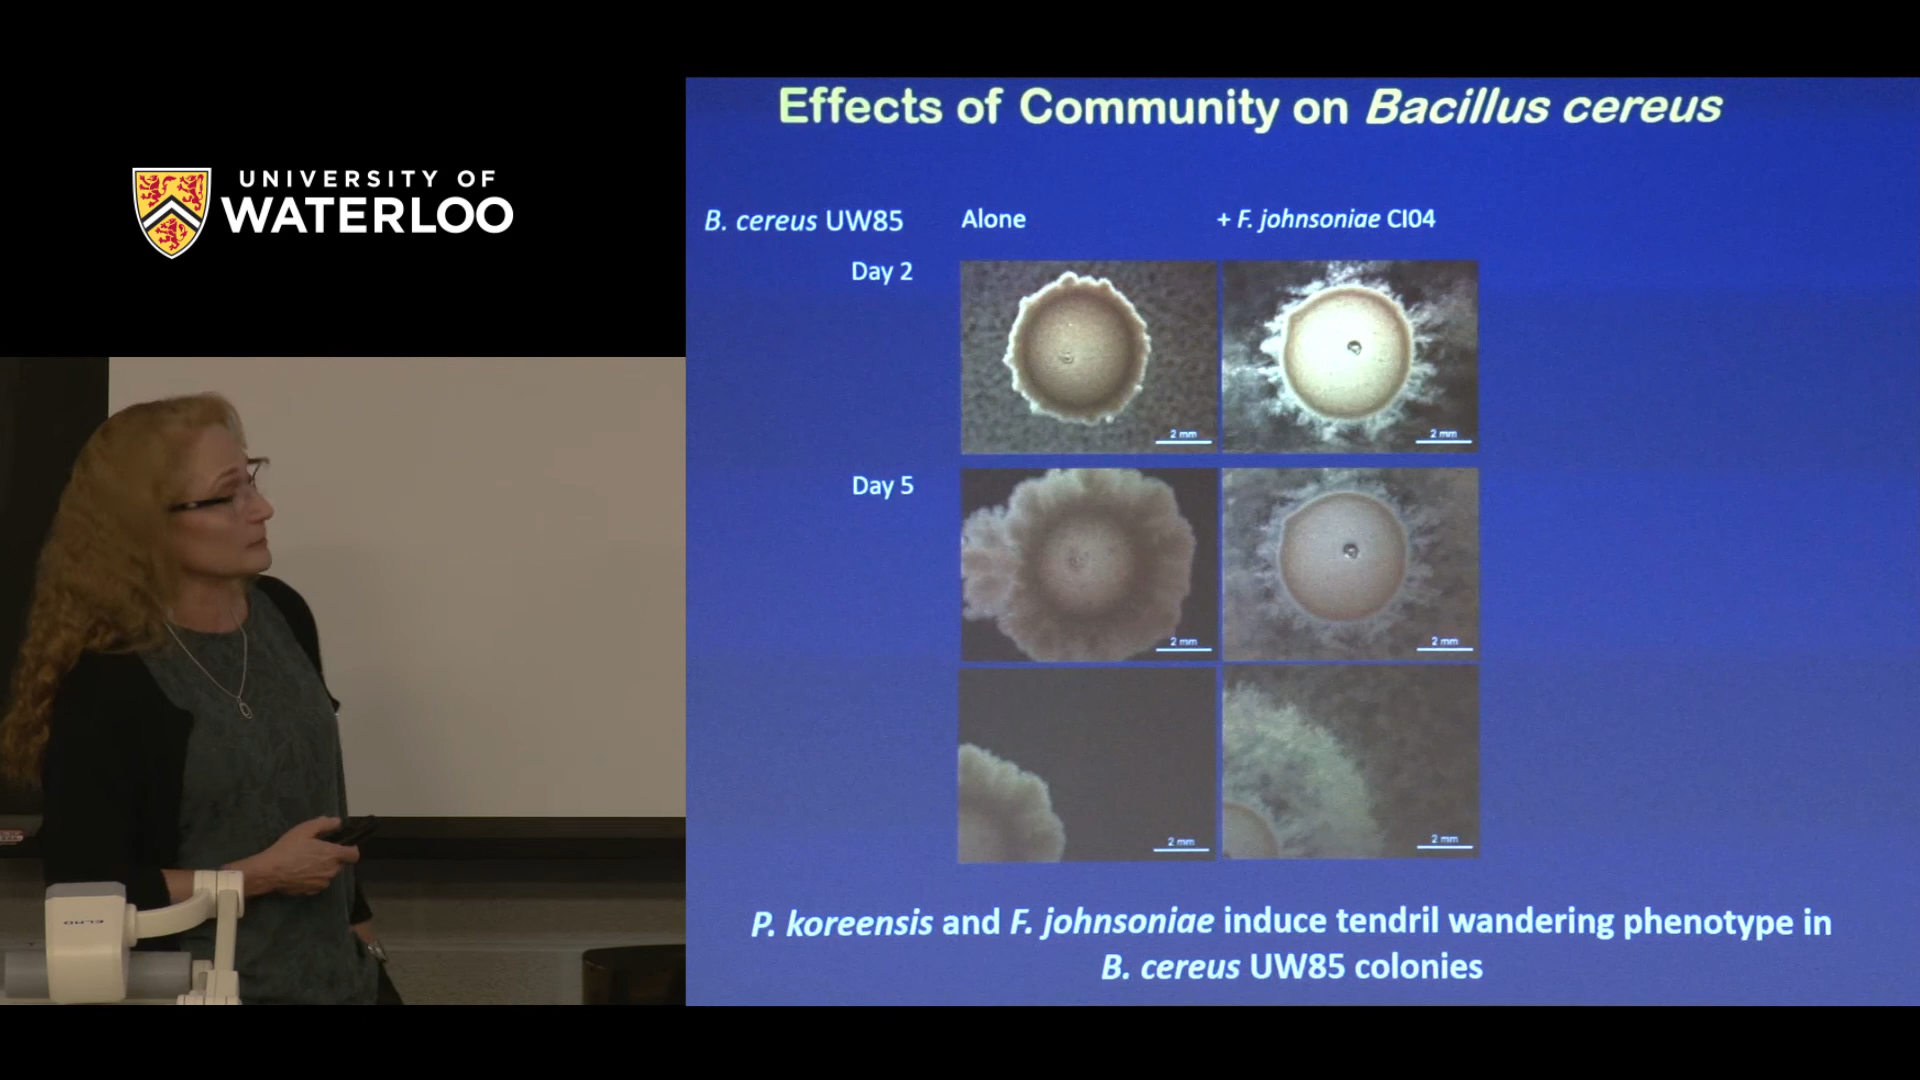 UNIVERSITY OF
WATERLOO
Effects of Community on Bacillus cereus
B. cereus UW85 Alone + F. johnsoniae CI04
Day 2
2 mm 2 mm
Day 5
2 mm 2 mm
2 mm 2 mm
P. koreensis and F. johnsoniae induce tendril wandering phenotype in
B. cereus UW85 colonies
ELMO